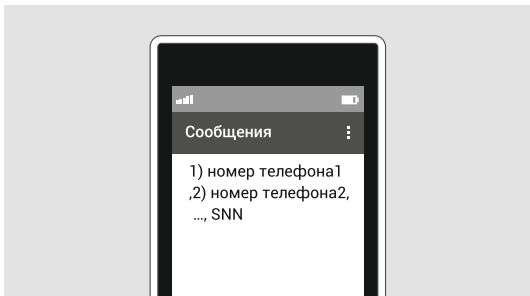 Сообщения
1) номер телефона1
,2) номер телефона2,
..., SNN